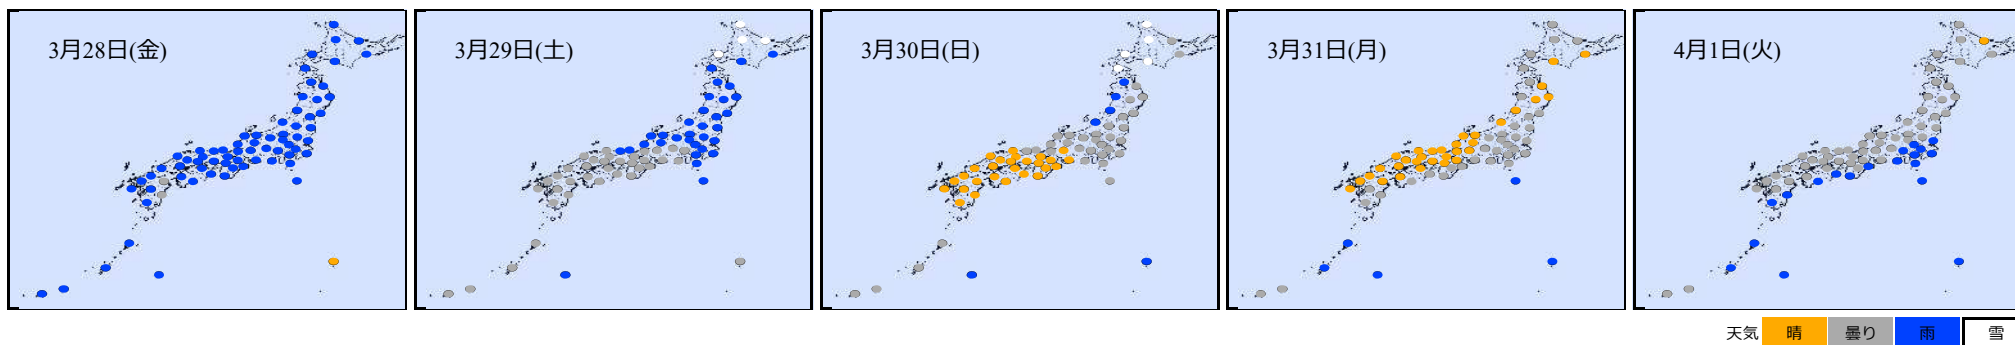 3月28日(金)
3月29日(土)
3月30日(日)
3月31日(月)
4月1日(火)
天気 晴 曇り 雨 雪